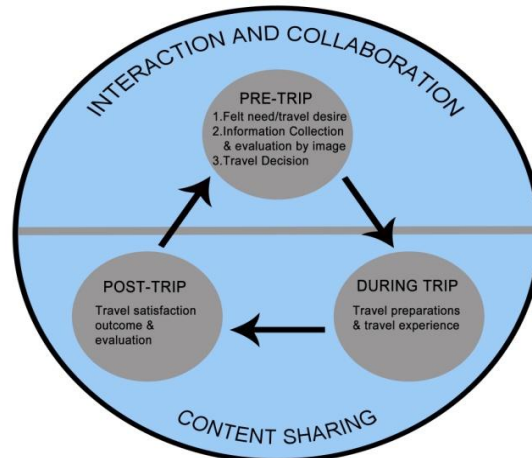 INTERACTION AND COLLABORATION
PRE-TRIP
1.Felt need/travel desire
2.Information Collection
& evaluation by image
3.Travel Decision
POST-TRIP
Travel satisfaction
outcome &
evaluation
DURING TRIP
Travel preparations
& travel experience
CONTENT SHARING